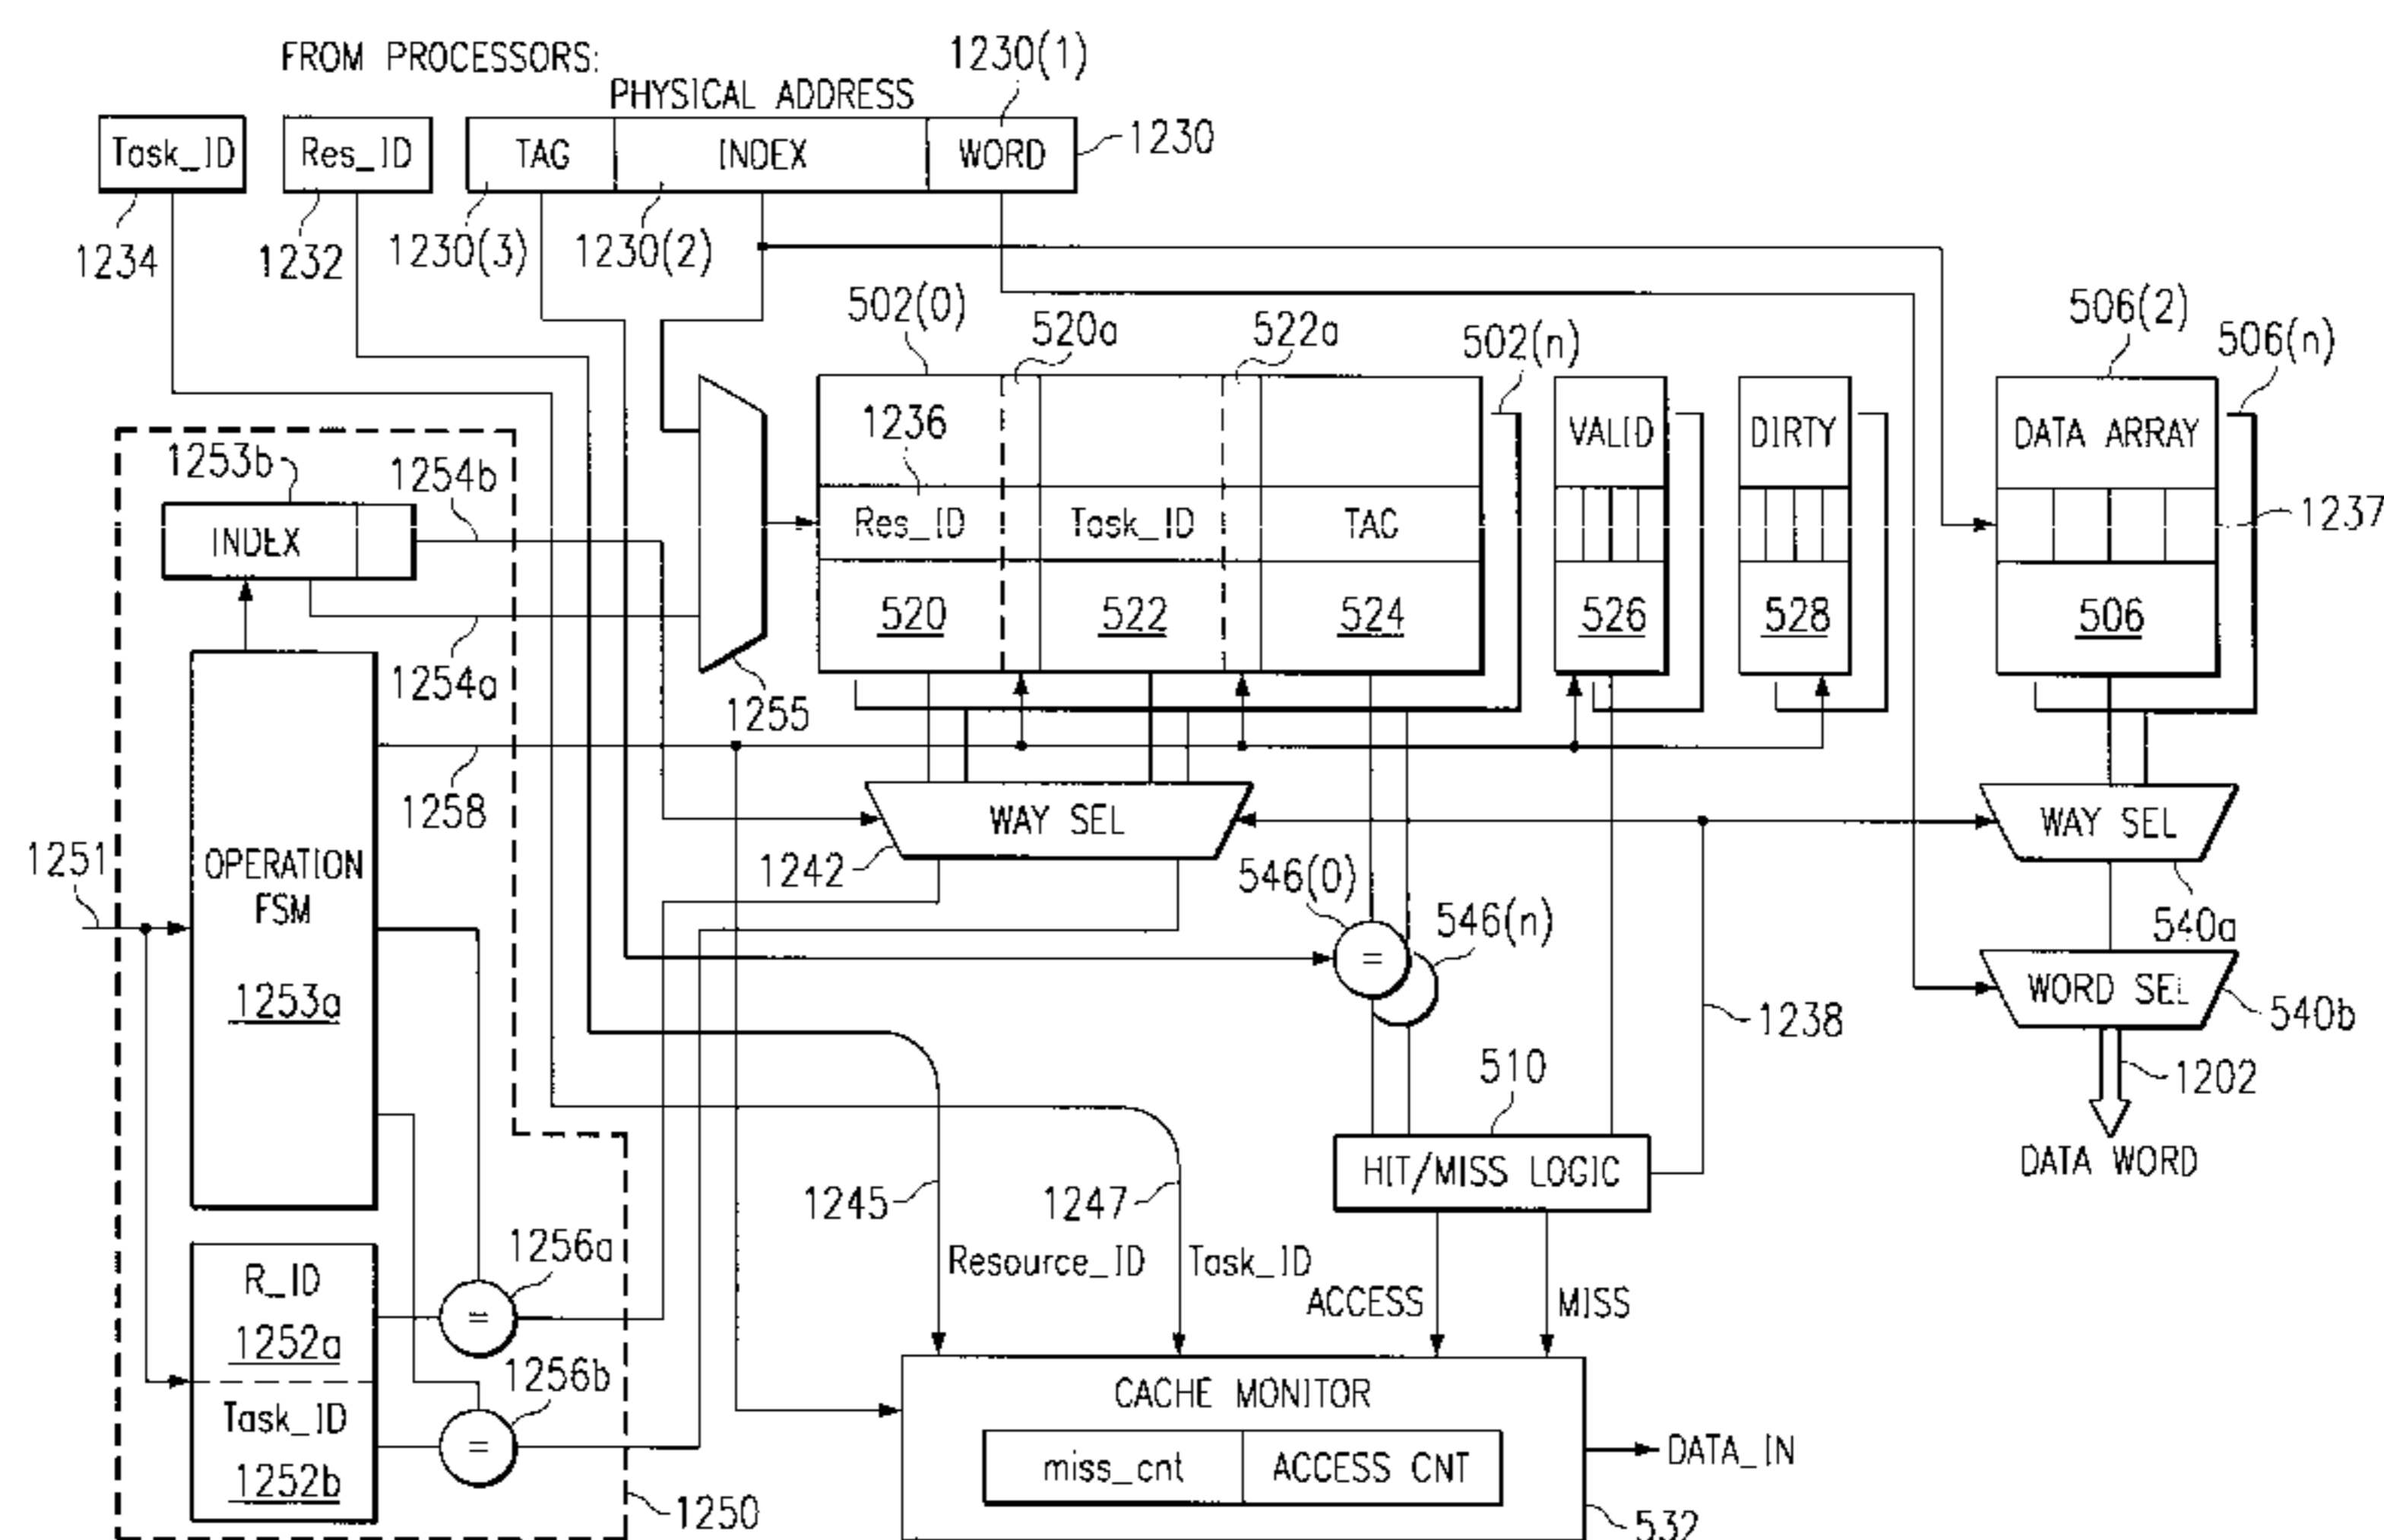 FROM PROCESSORS:
1230(1)
PHYSICAL ADDRESS
Task_ID
Res_ID
TAG
INDEX
WORD
1230
1234
1232
1230(3)
1230(2)
502(0)
520a
522a
502(n)
506(2)
506(n)
1236
VALID
DIRTY
DATA ARRAY
1253b
1254b
INDEX
Res_ID
Task_ID
TAG
1237
520
522
524
526
528
506
1254a
1255
1258
WAY SEL
WAY SEL
1251
OPERATION
FSM
1242
546(0)
546(n)
540a
1253a
WORD SEL
1238
540b
510
1202
HIT/MISS LOGIC
DATA WORD
1245
1247
1256a
Resource_ID
Task_ID
R_ID
ACCESS
MISS
1252a
1256b
CACHE MONITOR
Task_ID
miss_cnt
ACCESS CNT
DATA_IN
1252b
1250
532
=
=
=